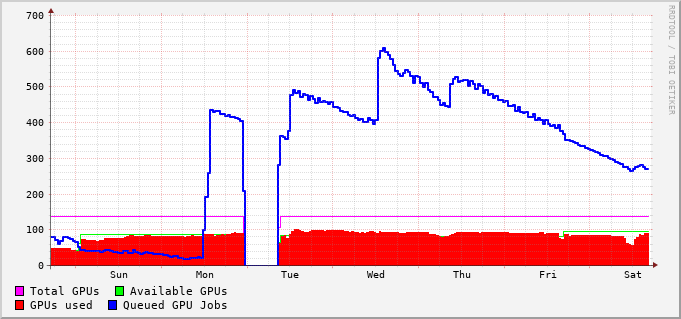 700
600
500
400
300
200
100
0
Sun Mon Tue Wed Thu Fri Sat
Total GPUs Available GPUs
GPUs used Queued GPU Jobs
RRDTOOL / TOBI OETIKER